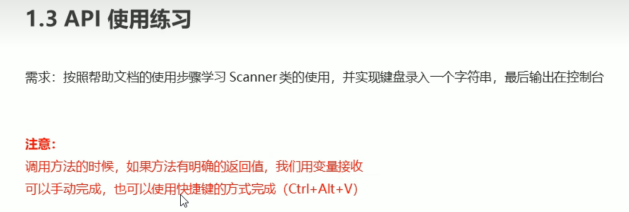 1.3 API 使用练习
需求：按照帮助文档的使用步骤学习 Scanner 类的使用，并实现键盘录入一个字符串，最后输出在控制台
注意：
调用方法的时候，如果方法有明确的返回值，我们用变量接收
可以手动完成，也可以使用快捷键的方式完成（Ctrl+Alt+V）